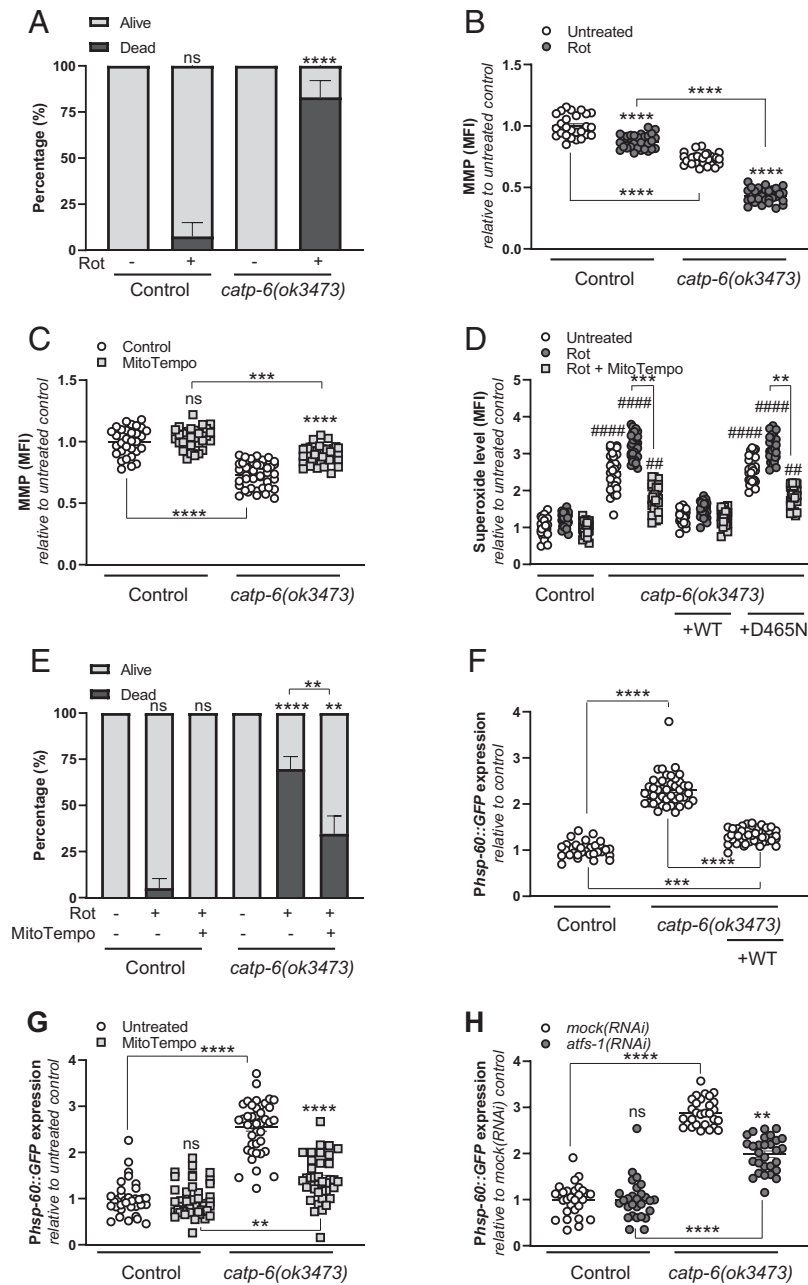 A
Alive
Dead
ns
****
100
75
50
25
0
Percentage (%)
Rot - + - +
Control catp-6(ok3473)
B
Untreated
Rot
1.5
1.0
0.5
0.0
MMP (MFI)
relative to untreated control
****
****
****
****
Control catp-6(ok3473)
C
Control
MitoTempo
1.5
1.0
0.5
0.0
MMP (MFI)
relative to untreated control
***
ns
****
****
Control catp-6(ok3473)
D
Untreated
Rot
Rot + MitoTempo
5
4
3
2
1
0
Superoxide level (MFI)
relative to untreated control
*** **
#### ####
#### ####
## ##
Control catp-6(ok3473)
+WT +D465N
E
Alive
Dead
**
ns ns **** **
100
75
50
25
0
Percentage (%)
Rot - + + - + +
MitoTempo - - + - - +
Control catp-6(ok3473)
F
4
3
2
1
0
Phsp-60::GFP expression
relative to control
****
****
***
Control catp-6(ok3473)
+WT
G
Untreated
MitoTempo
4
3
2
1
0
Phsp-60::GFP expression
relative to untreated control
****
****
ns
**
Control catp-6(ok3473)
H
mock(RNAi)
atfs-1(RNAi)
4
3
2
1
0
Phsp-60::GFP expression
relative to mock(RNAi) control
****
ns
**
****
Control catp-6(ok3473)